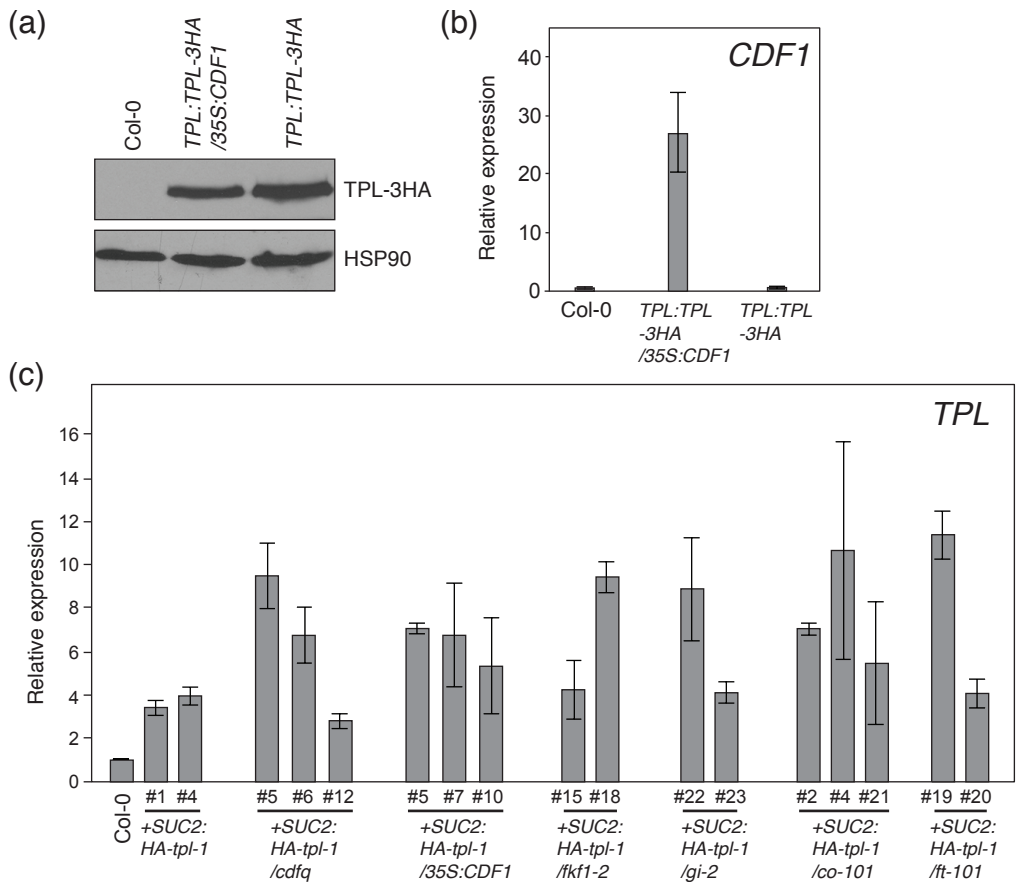 (a)
Col-0
TPL:TPL-3HA
/35S:CDF1
TPL:TPL-3HA
TPL-3HA
HSP90
(b)
CDF1
Relative expression
40
30
20
10
0
Col-0
TPL:TPL
-3HA
/35S:CDF1
TPL:TPL
-3HA
(c)
TPL
Relative expression
16
14
12
10
8
6
4
2
0
Col-0
#1 #4
+SUC2:
HA-tpl-1
#5 #6 #12
+SUC2:
HA-tpl-1
/cdfq
#5 #7 #10
+SUC2:
HA-tpl-1
/35S:CDF1
#15 #18
+SUC2:
HA-tpl-1
/fkf1-2
#22 #23
+SUC2:
HA-tpl-1
/gi-2
#2 #4 #21
+SUC2:
HA-tpl-1
/co-101
#19 #20
+SUC2:
HA-tpl-1
/ft-101